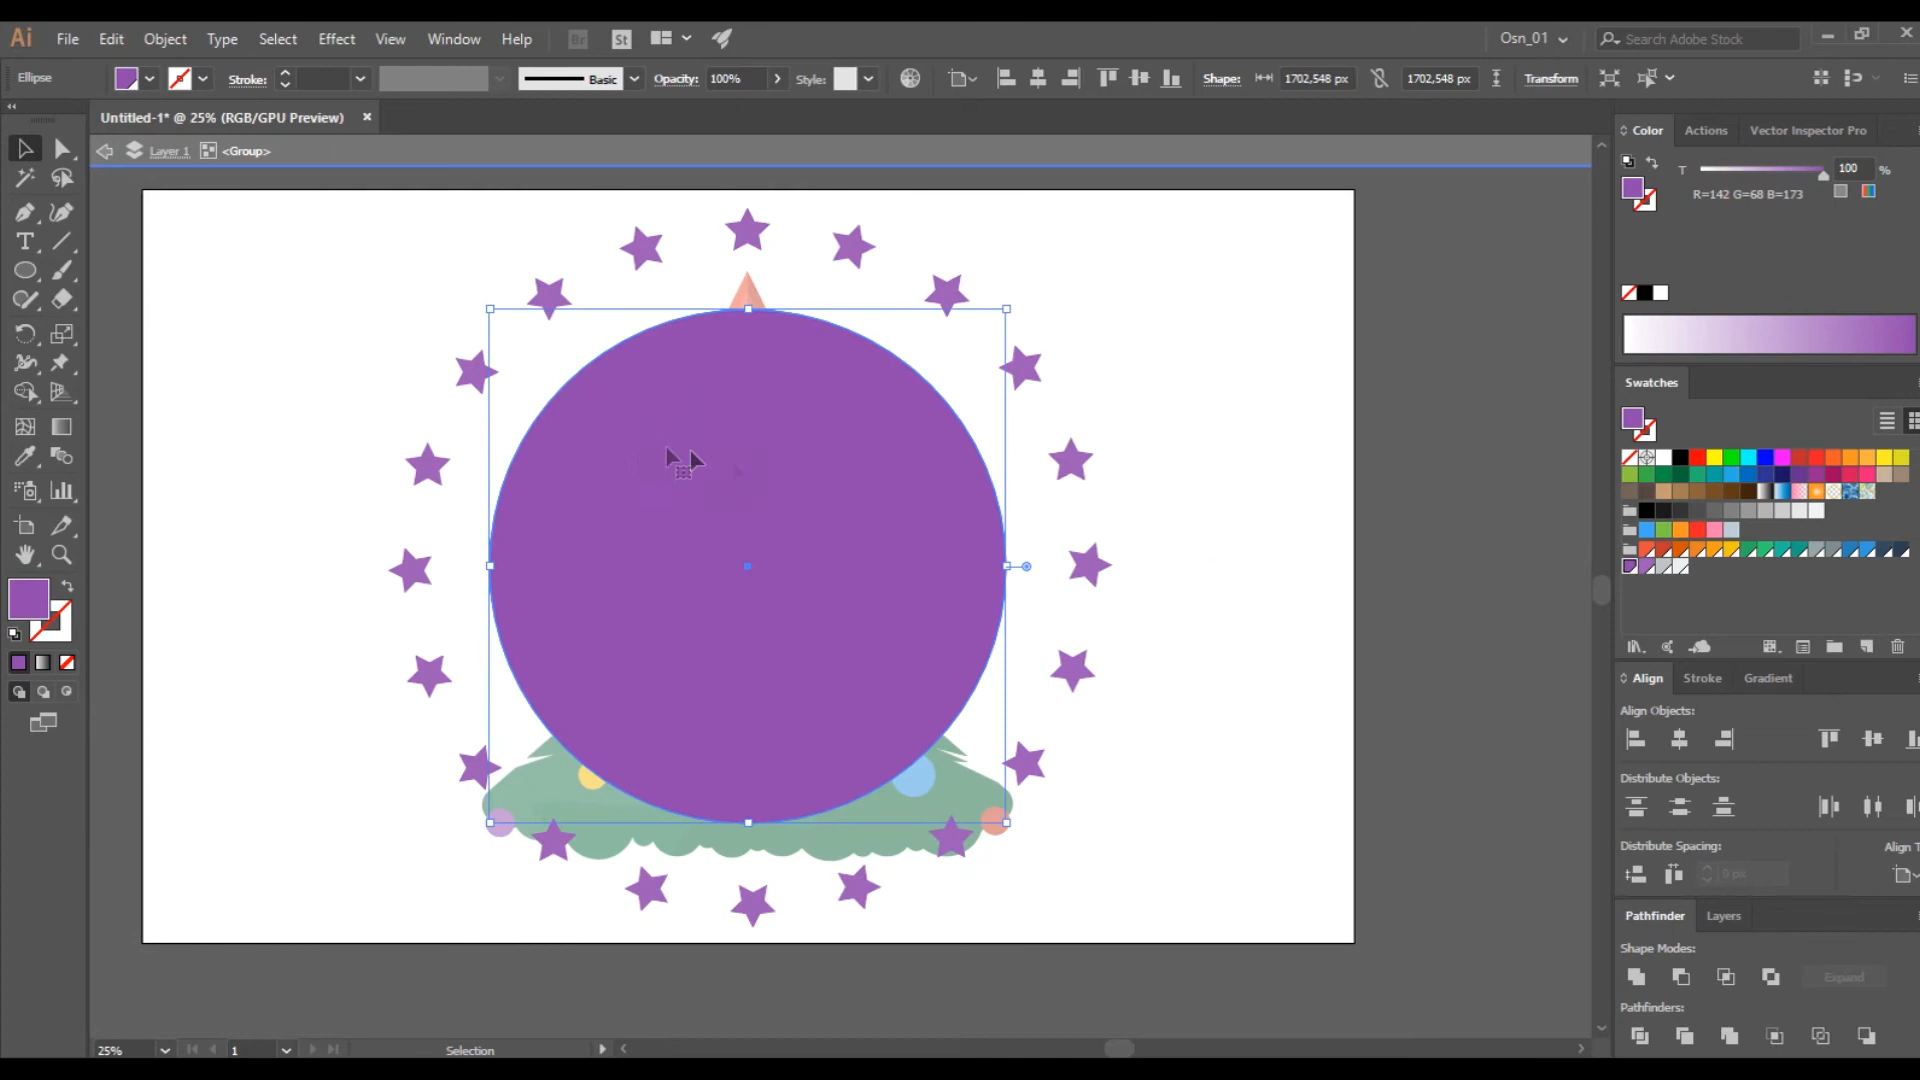 Ai File Edit Object Type Select Effect View Window Help Br St Osn_01 Search Adobe Stock
Ellipse Stroke: Basic Opacity: 100% Style: Shape: 1702,548 px 1702,548 px Transform
Untitled-1* @ 25% (RGB/GPU Preview)
Layer 1 <Group>
Color Actions Vector Inspector Pro
T 100 %
R=142 G=68 B=173
Swatches
Align Stroke Gradient
Align Objects:
Distribute Objects:
Distribute Spacing: Align T
0 px
Pathfinder Layers
Shape Modes:
Expand
Pathfinders:
25% 1 Selection